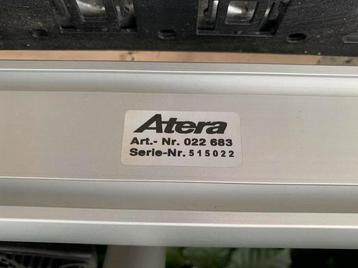 Atera
Art.- Nr. 022 683
Serie-Nr. 515022